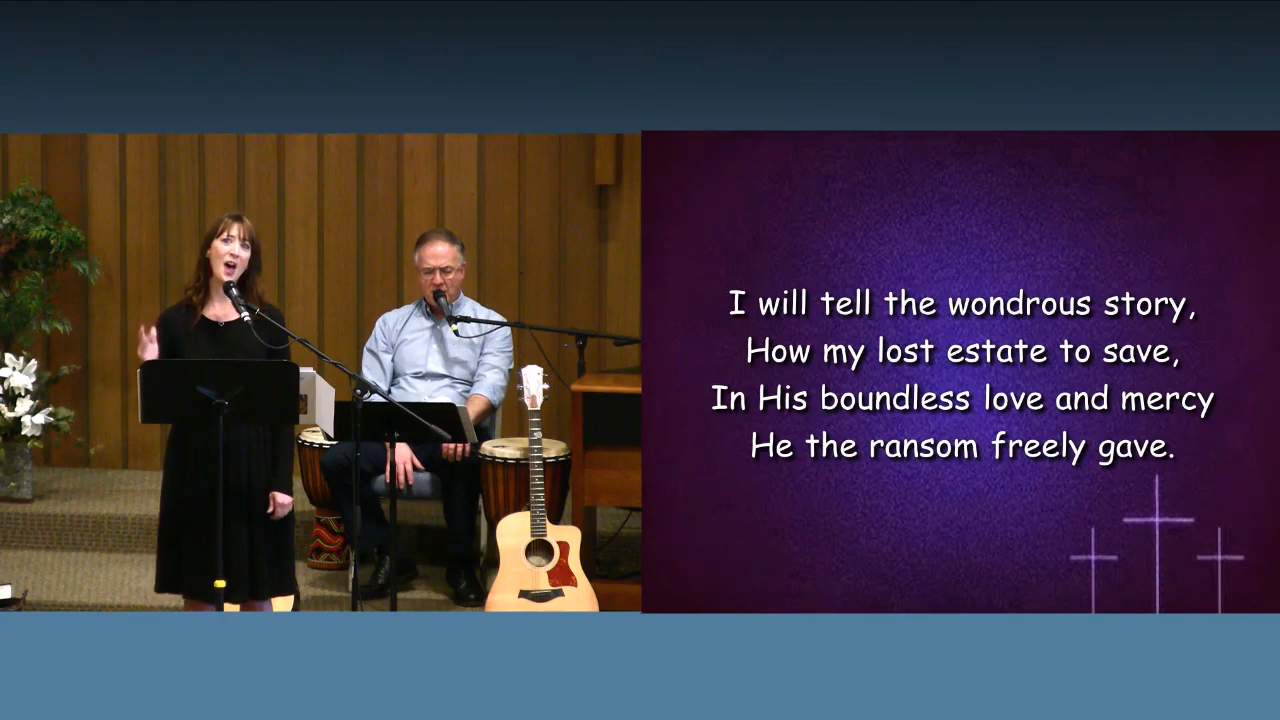 I will tell the wondrous story,
How my lost estate to save,
In His boundless love and mercy
He the ransom freely gave.